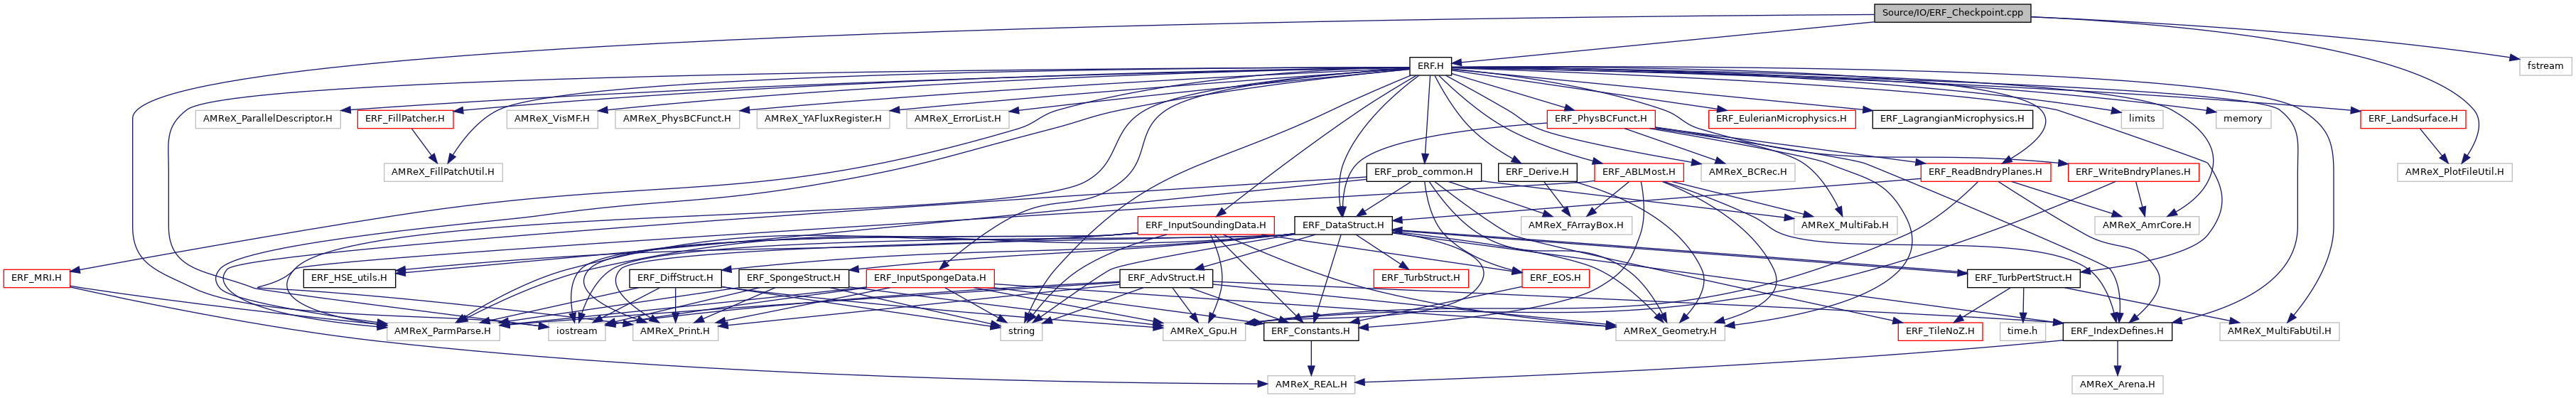 Source/IO/ERF_Checkpoint.cpp
ERF.H
fstream
AMReX_ParallelDescriptor.H
ERF_FillPatcher.H
AMReX_VisMF.H
AMReX_PhysBCFunct.H
AMReX_YAFluxRegister.H
AMReX_ErrorList.H
ERF_PhysBCFunct.H
ERF_EulerianMicrophysics.H
ERF_LagrangianMicrophysics.H
limits
memory
ERF_LandSurface.H
AMReX_FillPatchUtil.H
ERF_prob_common.H
ERF_Derive.H
ERF_ABLMost.H
AMReX_BCRec.H
ERF_ReadBndryPlanes.H
ERF_WriteBndryPlanes.H
AMReX_PlotFileUtil.H
ERF_InputSoundingData.H
ERF_DataStruct.H
AMReX_FArrayBox.H
AMReX_MultiFab.H
AMReX_AmrCore.H
ERF_MRI.H
ERF_HSE_utils.H
ERF_DiffStruct.H
ERF_SpongeStruct.H
ERF_InputSpongeData.H
ERF_AdvStruct.H
ERF_TurbStruct.H
ERF_EOS.H
ERF_TurbPertStruct.H
AMReX_ParmParse.H
iostream
AMReX_Print.H
string
AMReX_Gpu.H
ERF_Constants.H
AMReX_Geometry.H
ERF_TileNoZ.H
time.h
ERF_IndexDefines.H
AMReX_MultiFabUtil.H
AMReX_REAL.H
AMReX_Arena.H